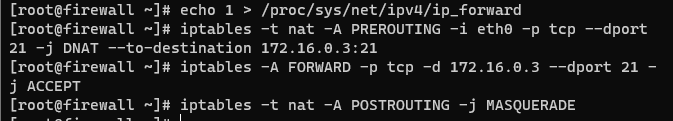 [root@firewall ~]# echo 1 > /proc/sys/net/ipv4/ip_forward
[root@firewall ~]# iptables -t nat -A PREROUTING -i eth0 -p tcp --dport
21 -j DNAT --to-destination 172.16.0.3:21
[root@firewall ~]# iptables -A FORWARD -p tcp -d 172.16.0.3 --dport 21 -
j ACCEPT
[root@firewall ~]# iptables -t nat -A POSTROUTING -j MASQUERADE
[root@firewall ~]#